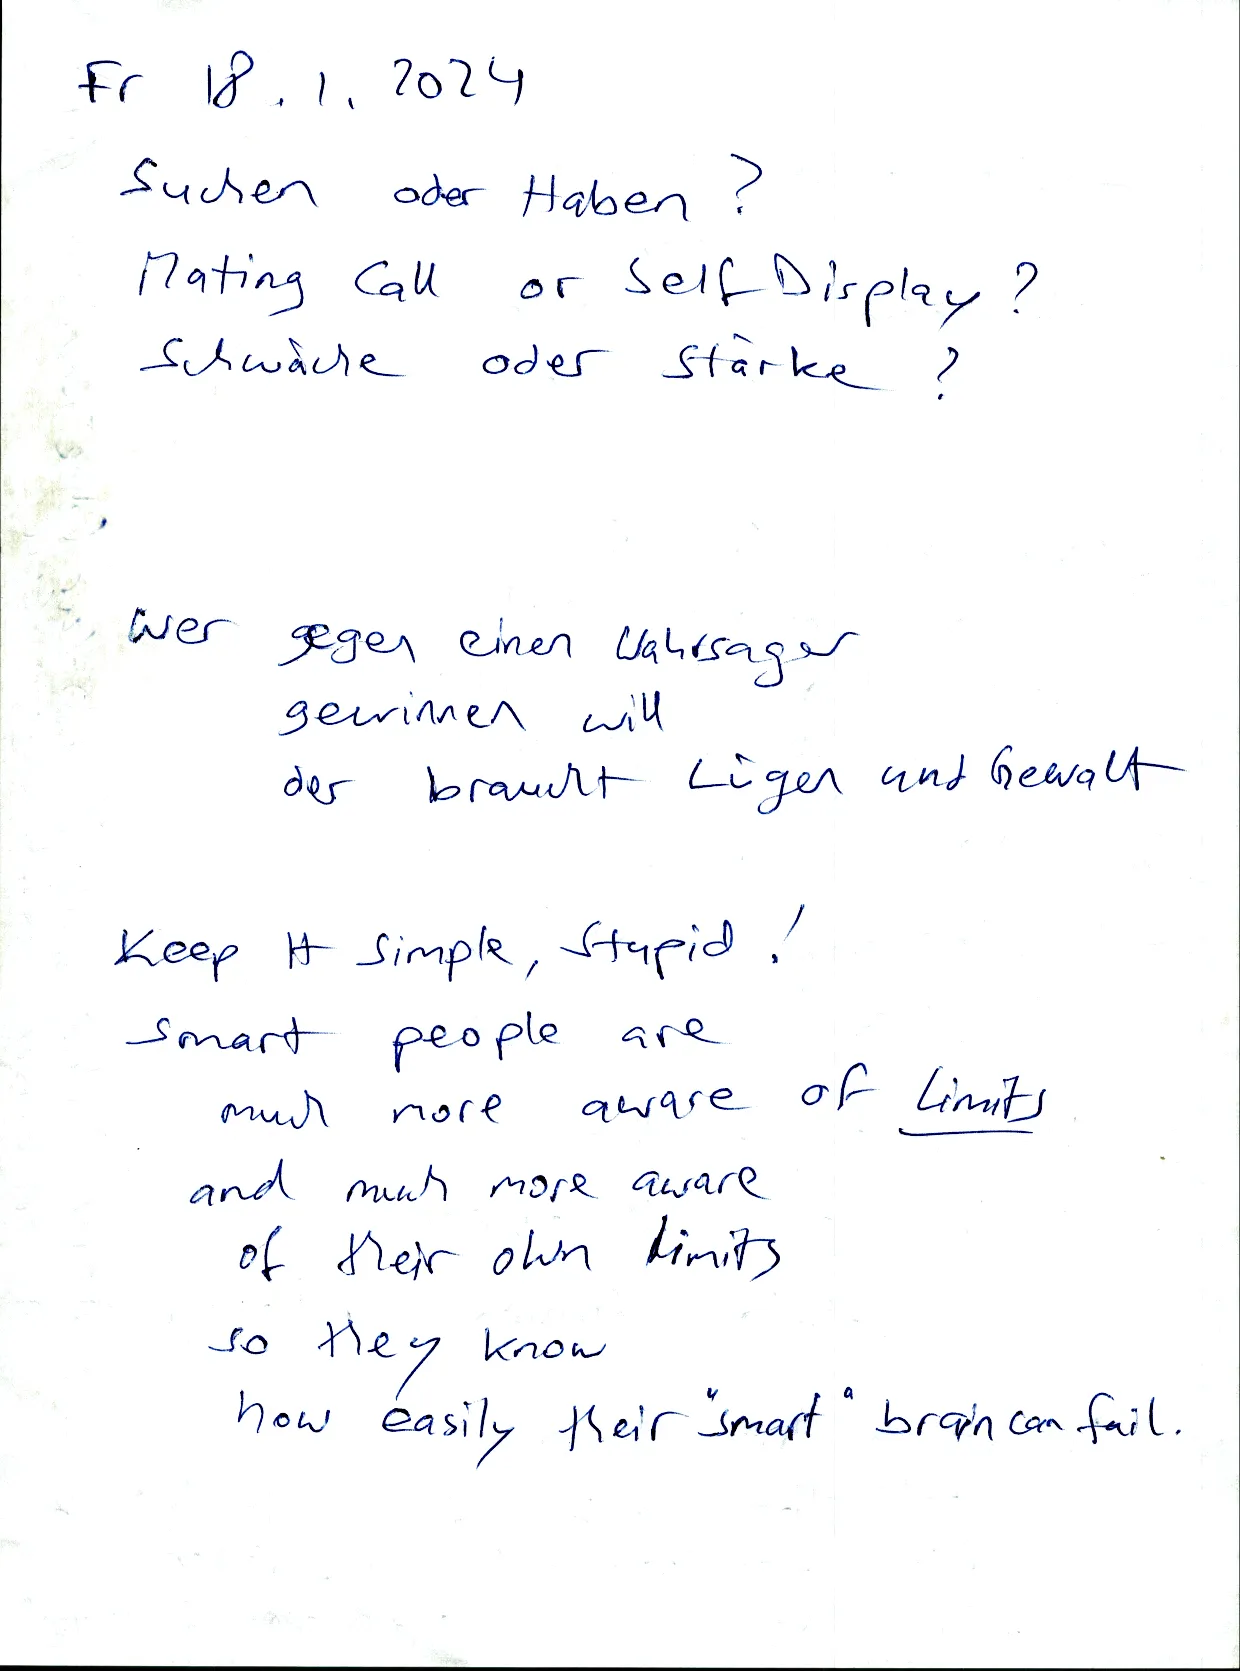 Fr 18.1.2024
Suchen oder Haben?
Mating Call or Self Display?
Schwäche oder Stärke?
Wer gegen einen Wahrsager
gewinnen will
der braucht Lügen und Gewalt
Keep It Simple, Stupid!
Smart people are
much more aware of limits
and much more aware
of their own limits
so they know
how easily their "smart" brain can fail.